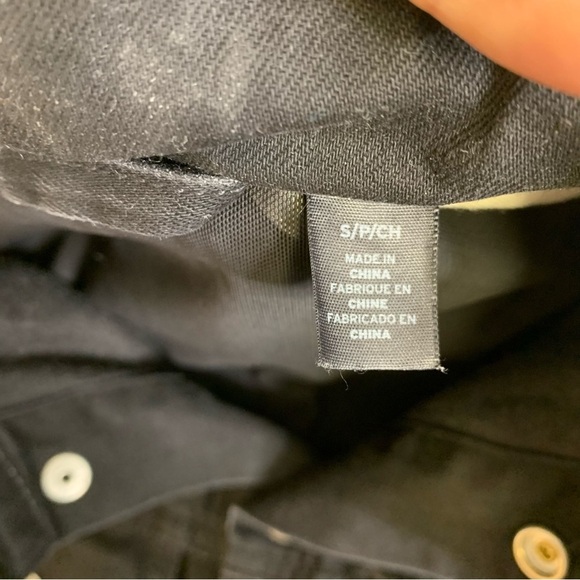 S/P/CH
MADE IN
CHINA
FABRIQUE EN
CHINE
FABRICADO EN
CHINA